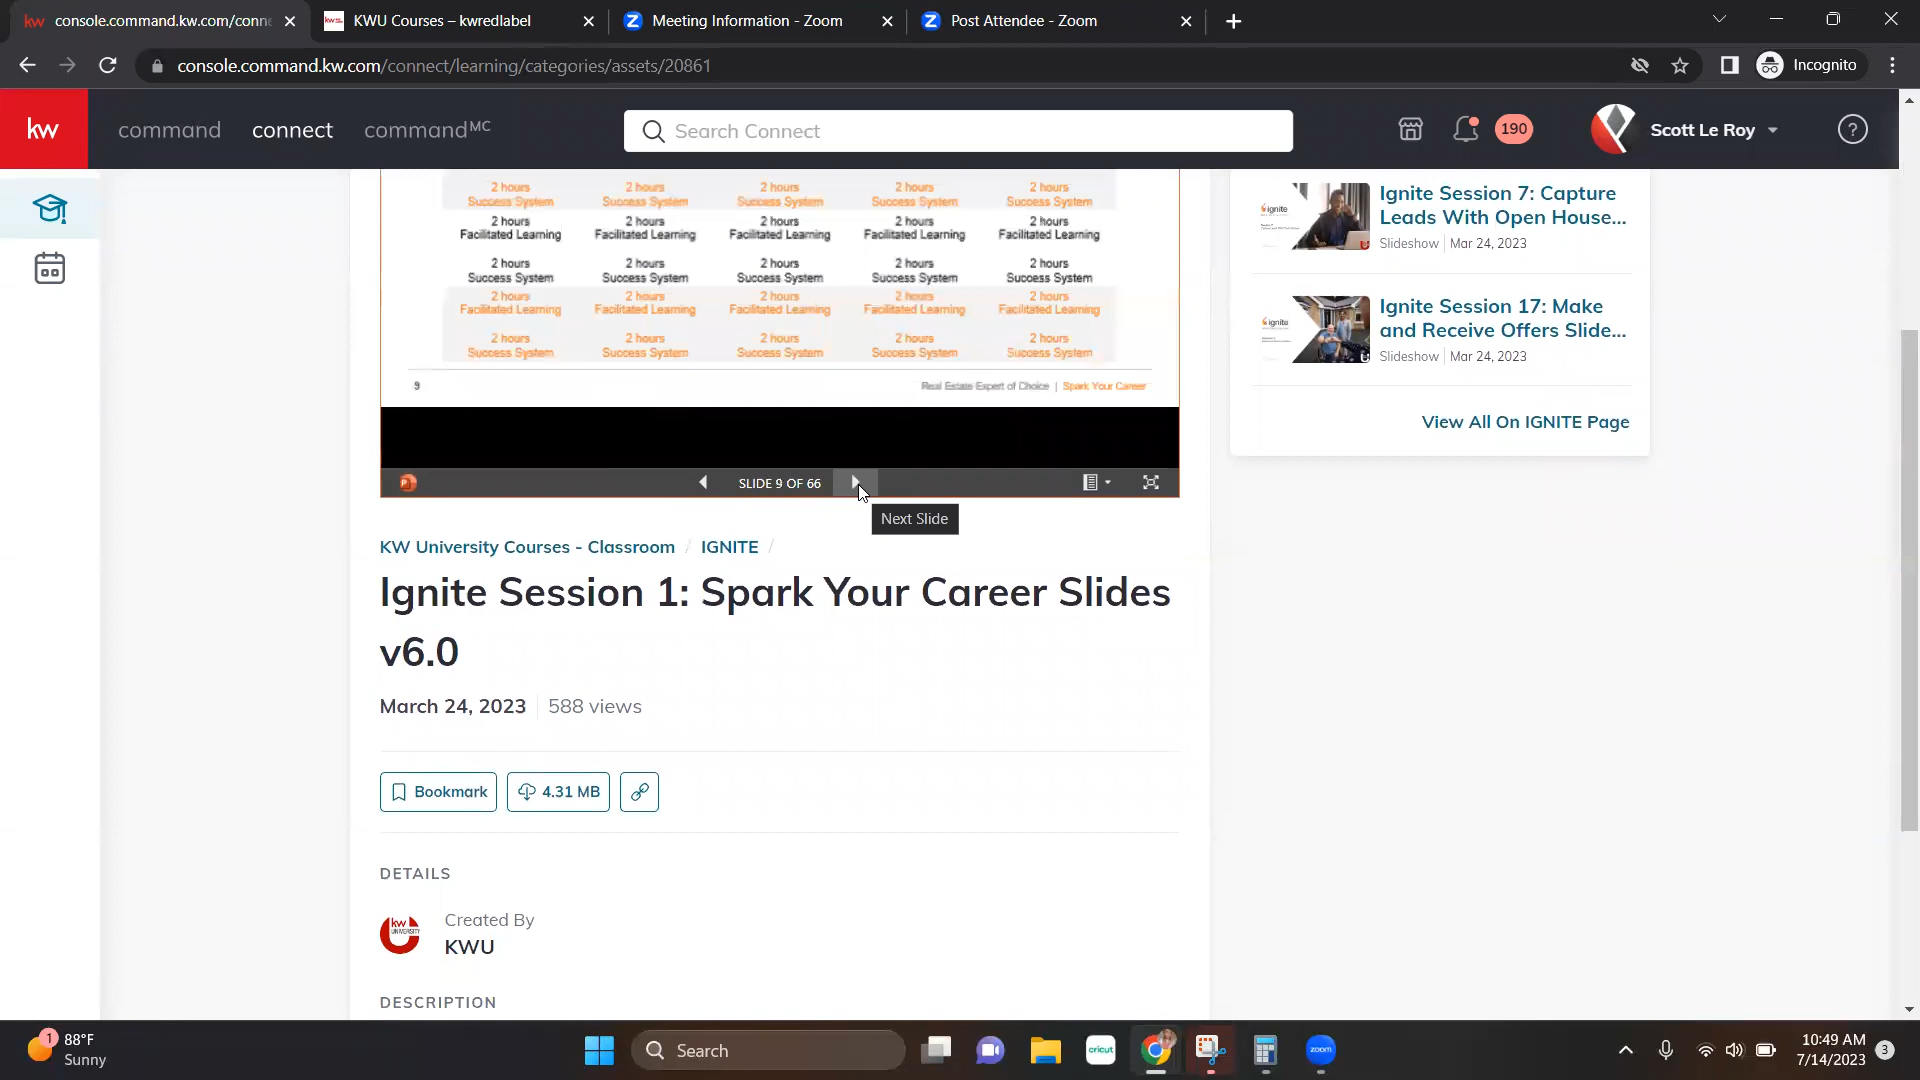 kw console.command.kw.com/conne
KWU Courses – kwredlabel
Meeting Information - Zoom
Post Attendee - Zoom
console.command.kw.com/connect/learning/categories/assets/20861
Incognito
kw command connect commandMC
Search Connect
190
Scott Le Roy
?
2 hours 2 hours 2 hours 2 hours 2 hours
Success System Success System Success System Success System Success System
2 hours 2 hours 2 hours 2 hours 2 hours
Facilitated Learning Facilitated Learning Facilitated Learning Facilitated Learning Facilitated Learning
2 hours 2 hours 2 hours 2 hours 2 hours
Success System Success System Success System Success System Success System
2 hours 2 hours 2 hours 2 hours 2 hours
Facilitated Learning Facilitated Learning Facilitated Learning Facilitated Learning Facilitated Learning
2 hours 2 hours 2 hours 2 hours 2 hours
Success System Success System Success System Success System Success System
9 Real Estate Expert of Choice | Spark Your Career
SLIDE 9 OF 66
Next Slide
ignite
Ignite Session 7: Capture
Leads With Open House...
Slideshow | Mar 24, 2023
ignite
Ignite Session 17: Make
and Receive Offers Slide...
Slideshow | Mar 24, 2023
View All On IGNITE Page
KW University Courses - Classroom / IGNITE /
Ignite Session 1: Spark Your Career Slides
v6.0
March 24, 2023 | 588 views
Bookmark
4.31 MB
DETAILS
kw
UNIVERSITY
Created By
KWU
DESCRIPTION
1
88°F
Sunny
Search
cricut
zoom
10:49 AM
7/14/2023
3